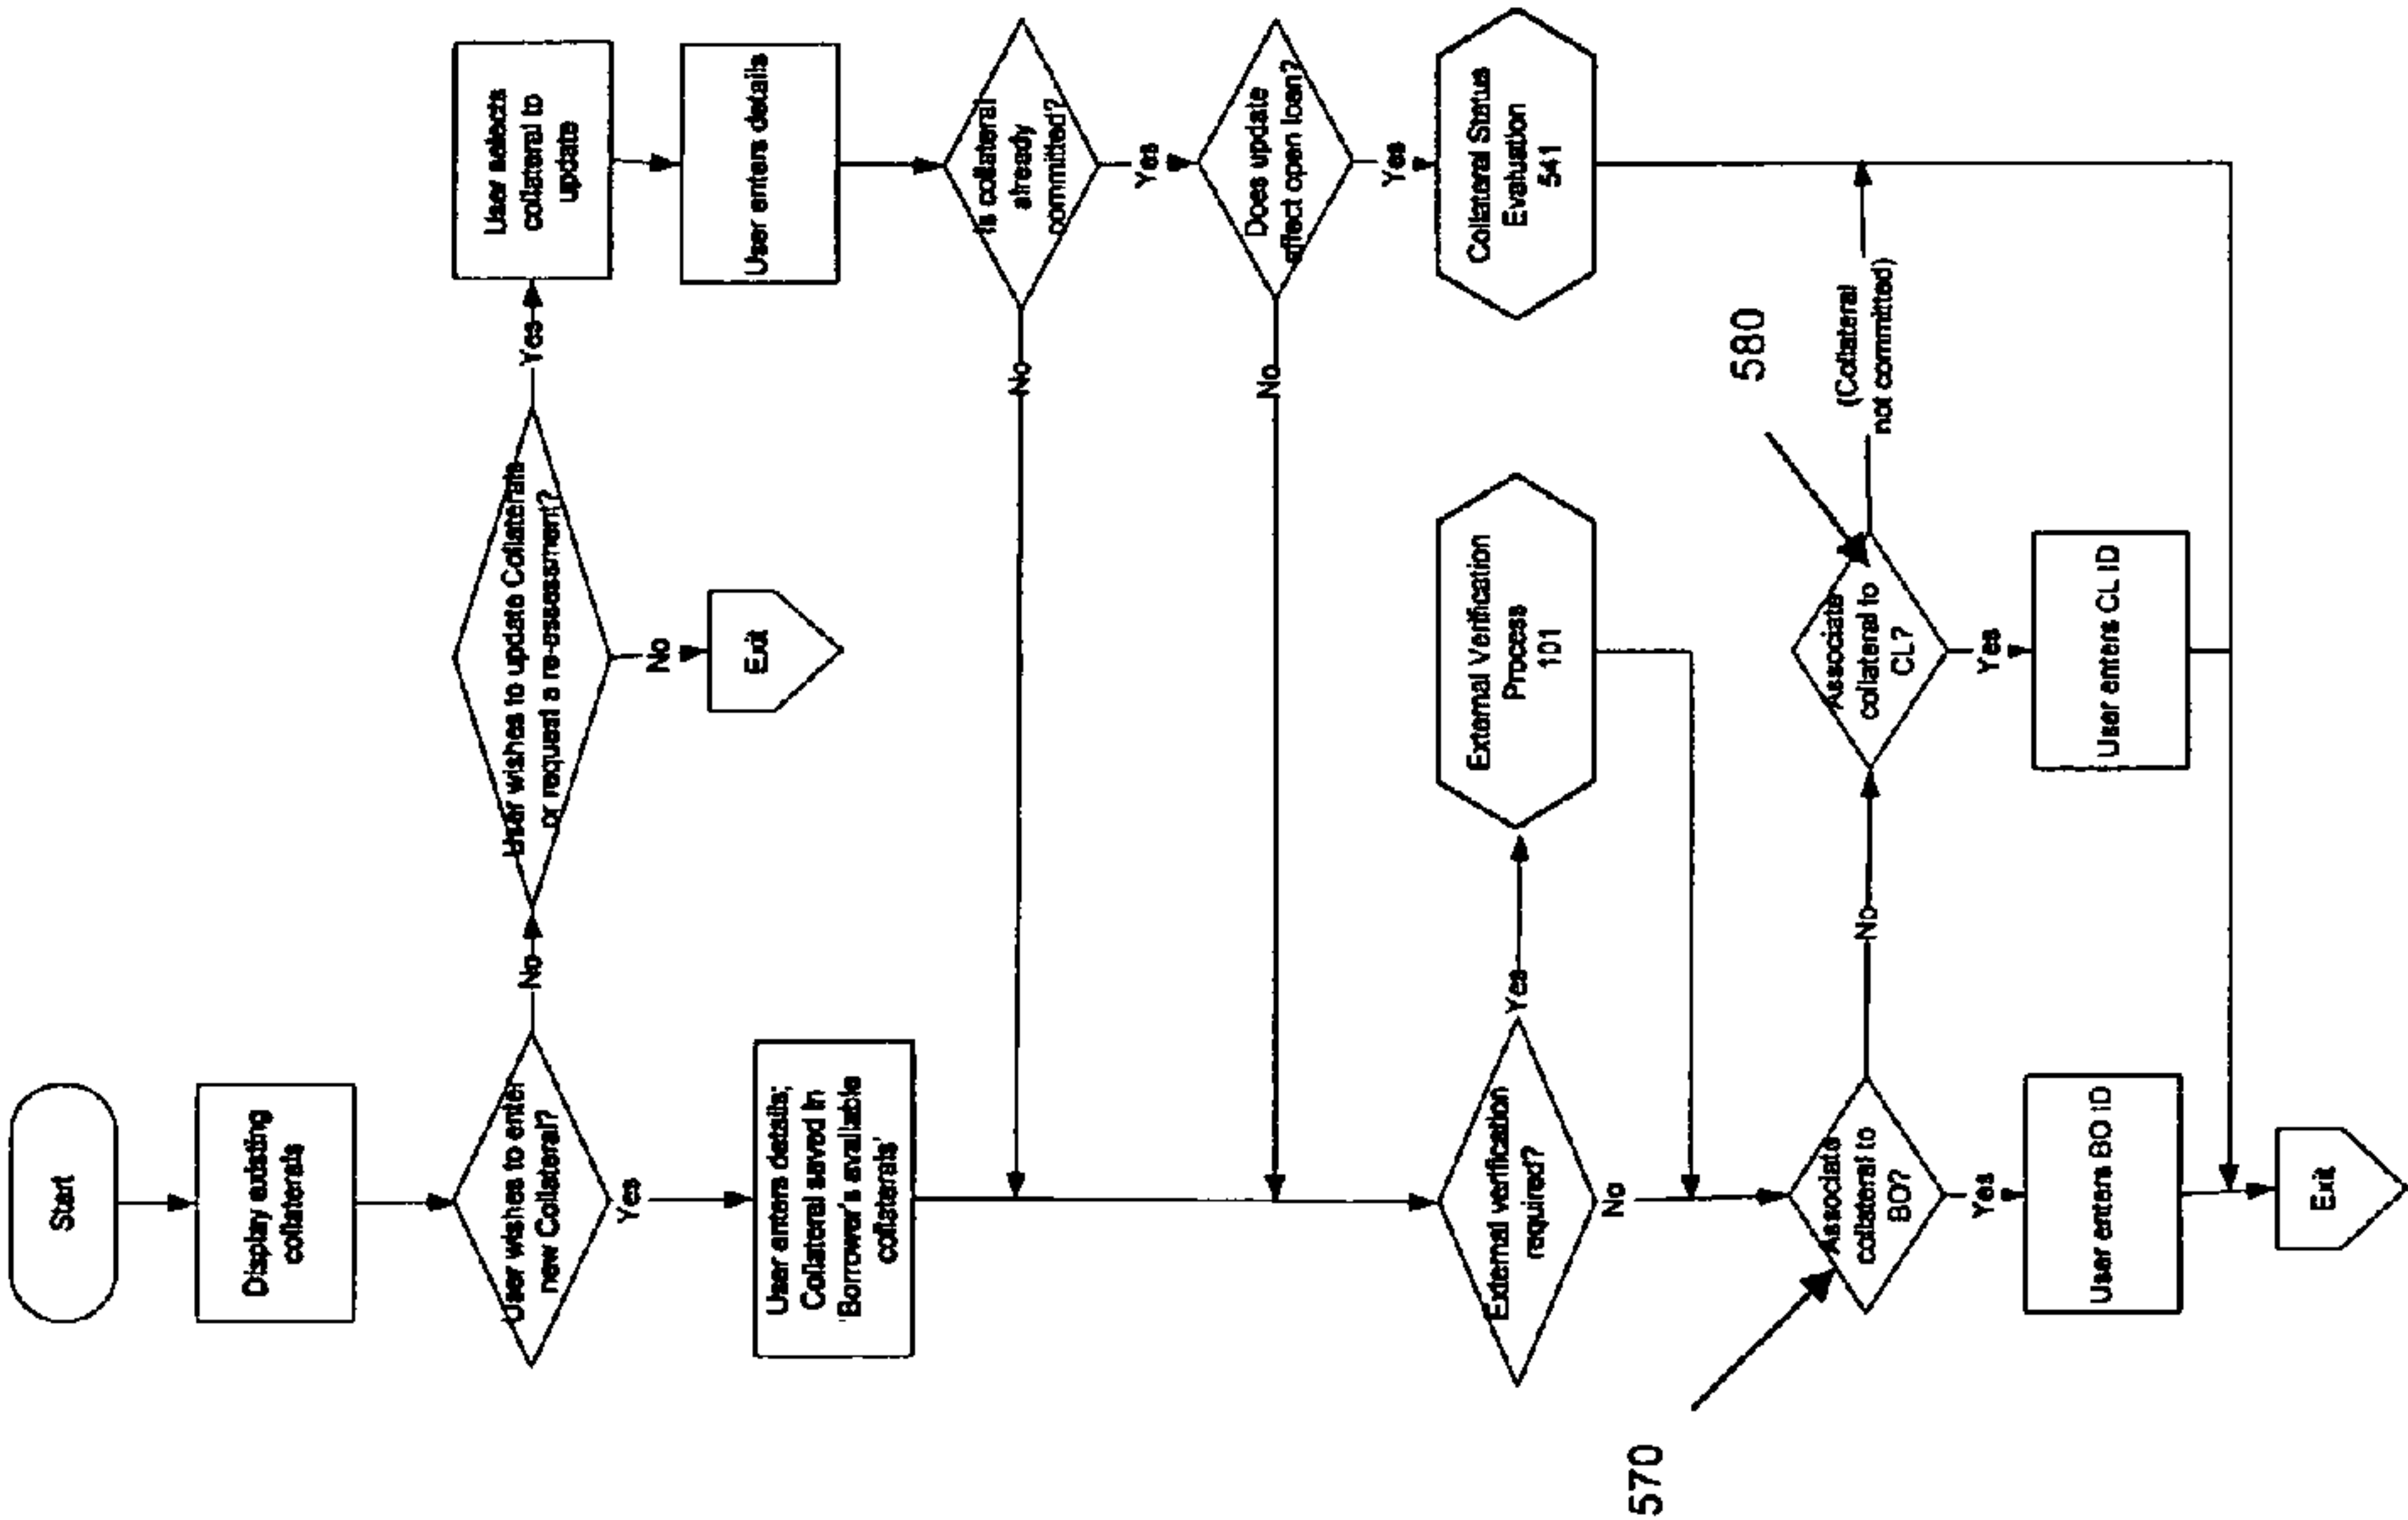 Start
Display existing
collaterals
User wishes to enter
new Collateral?
No
User wishes to update Collaterals
or request a re-assessment?
Yes
User selects
collateral to
update
User enters details
Is collateral
already
committed?
No
Yes
Does update
effect open loan?
No
Yes
Collateral Status
Evaluation
541
No
Exit
Yes
User enters details;
Collateral saved in
'Borrower's available
collaterals'
External verification
required?
Yes
External Verification
Process
101
No
570
Associate
collateral to
BO?
No
580
Associate
collateral to
CL?
(Collateral
not committed)
Yes
User enters CL ID
Yes
User enters BO ID
Exit